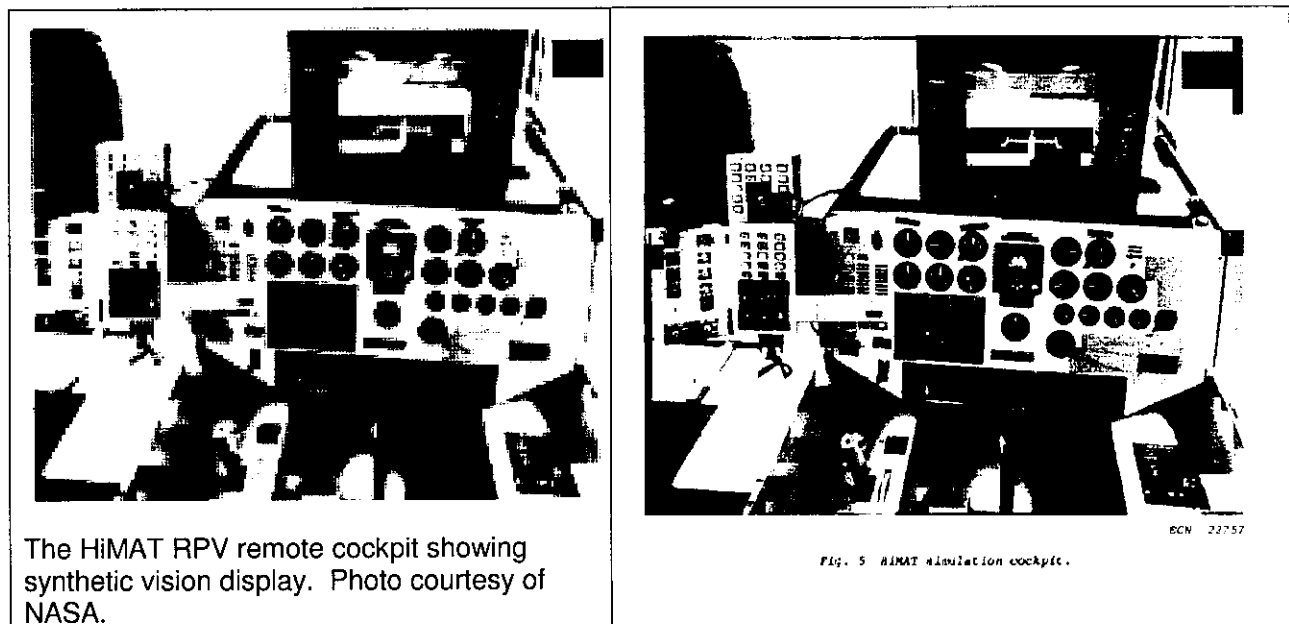 The HiMAT RPV remote cockpit showing
synthetic vision display. Photo courtesy of
NASA.
ECN 22757
Fig. 5 HiMAT simulation cockpit.